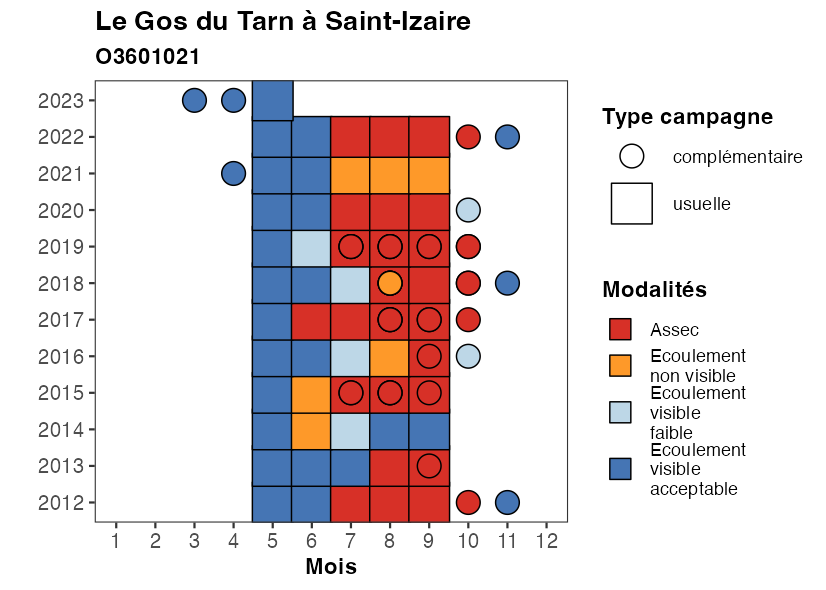 Le Gos du Tarn à Saint-Izaire
O3601021
2023
2022
2021
2020
2019
2018
2017
2016
2015
2014
2013
2012
1 2 3 4 5 6 7 8 9 10 11 12
Mois
Type campagne
complémentaire
usuelle
Modalités
Assec
Ecoulement
non visible
Ecoulement
visible
faible
Ecoulement
visible
acceptable